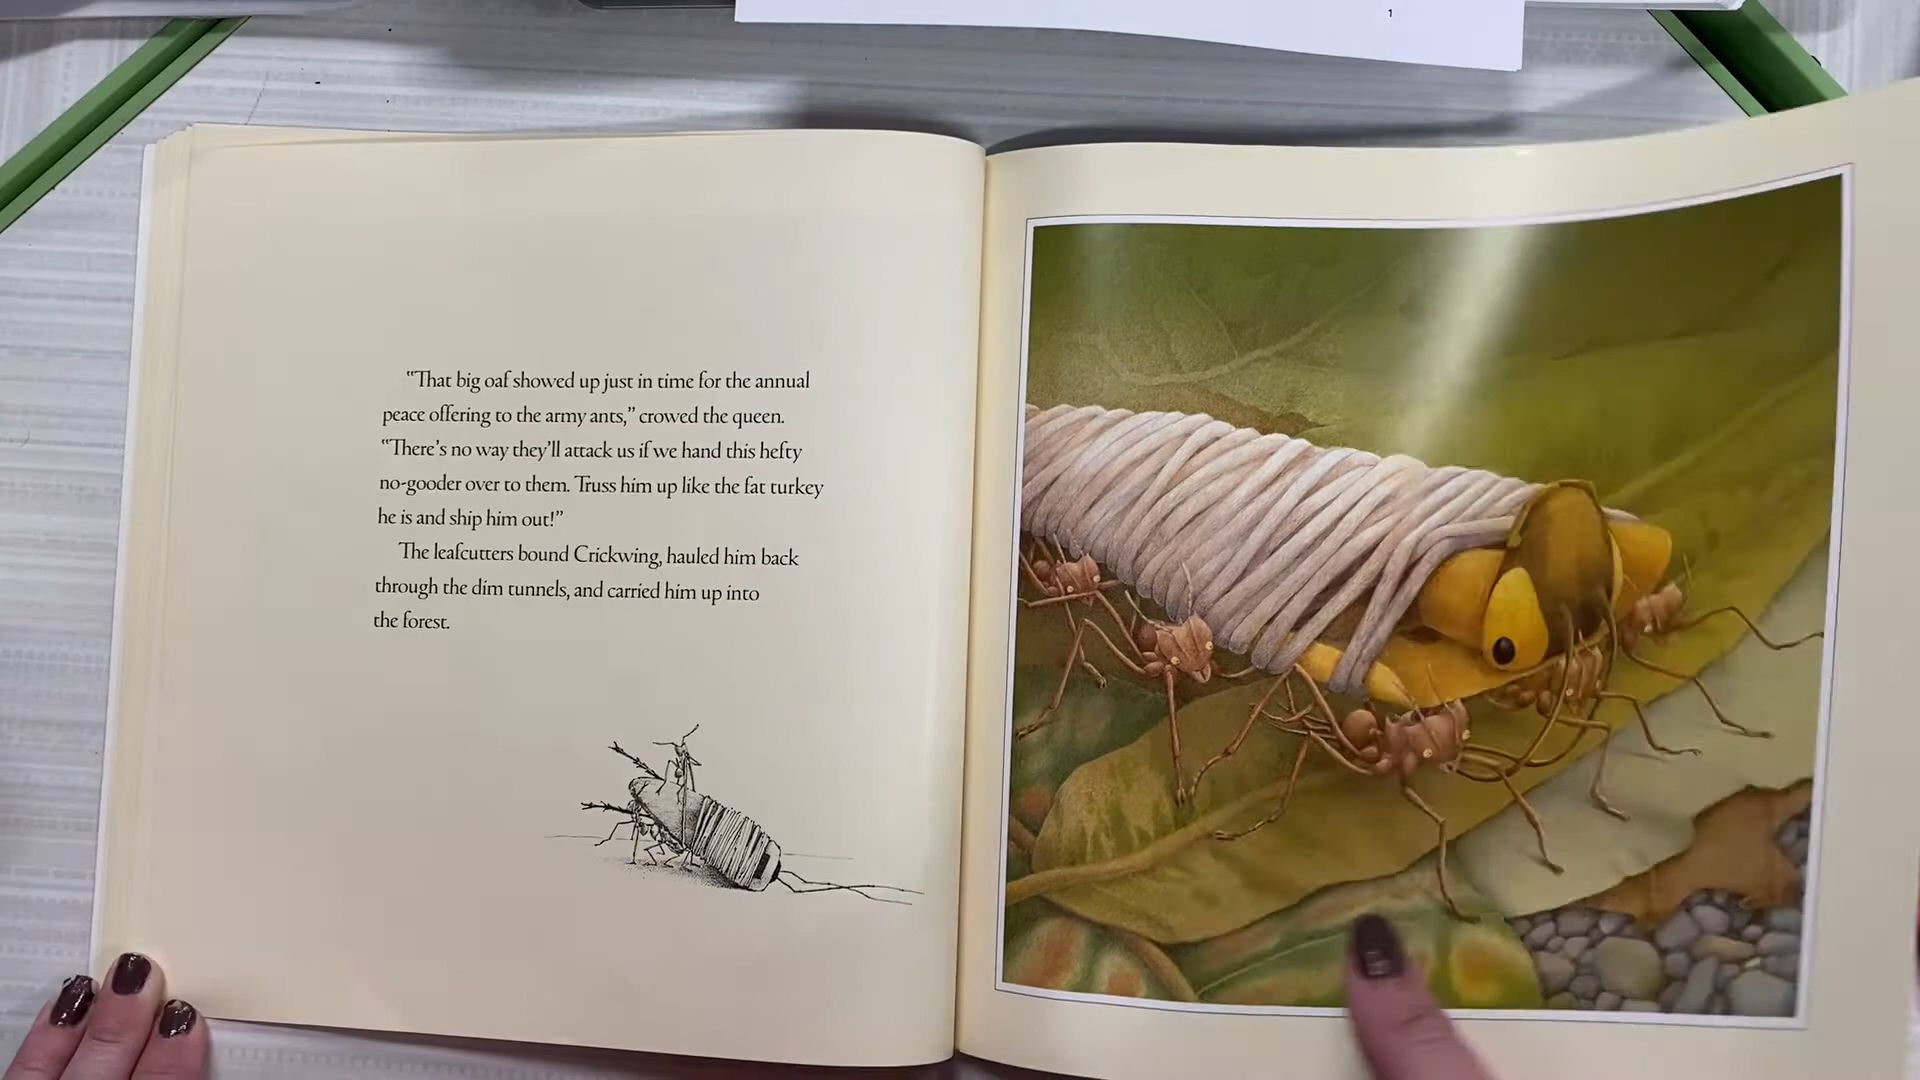 1
“That big oaf showed up just in time for the annual
peace offering to the army ants,” crowed the queen.
“There’s no way they’ll attack us if we hand this hefty
no-gooder over to them. Truss him up like the fat turkey
he is and ship him out!”
The leafcutters bound Crickwing, hauled him back
through the dim tunnels, and carried him up into
the forest.